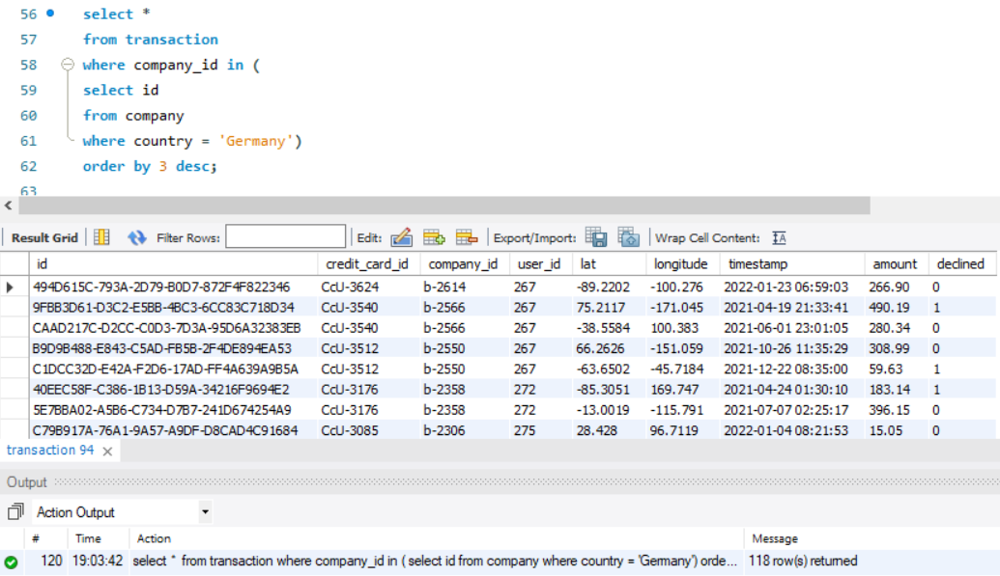 56 select *
57 from transaction
58 where company_id in (
59 select id
60 from company
61 where country = 'Germany')
62 order by 3 desc;
63
Result Grid Filter Rows: Edit: Export/Import: Wrap Cell Content: IA
id credit_card_id company_id user_id lat longitude timestamp amount declined
494D615C-793A-2D79-B0D7-872F4F822346 CcU-3624 b-2614 267 -89.2202 -100.276 2022-01-23 06:59:03 266.90 0
9FBB3D61-D3C2-E5BB-4BC3-6CC83C718D34 CcU-3540 b-2566 267 75.2117 -171.045 2021-04-19 21:33:41 490.19 1
CAAD217C-D2CC-C0D3-7D3A-95D6A32383EB CcU-3540 b-2566 267 -38.5584 100.383 2021-06-01 23:01:05 280.34 0
B9D9B488-E843-C5AD-FB5B-2F4DE894EA53 CcU-3512 b-2550 267 66.2626 -151.059 2021-10-26 11:35:29 308.99 0
C1DCC32D-E42A-F2D6-17AD-FF4A639A9B5A CcU-3512 b-2550 267 -63.6502 -45.7184 2021-12-22 08:35:00 59.63 1
40EEC58F-C386-1B13-D59A-34216F9694E2 CcU-3176 b-2358 272 -85.3051 169.747 2021-04-24 01:30:10 183.14 1
5E7BBA02-A5B6-C734-D7B7-241D674254A9 CcU-3176 b-2358 272 -13.0019 -115.791 2021-07-07 02:25:17 396.15 0
C79B917A-76A1-9A57-A9DF-D8CAD4C91684 CcU-3085 b-2306 275 28.428 96.7119 2022-01-04 08:21:53 15.05 0
transaction 94
Output
Action Output
# Time Action Message
120 19:03:42 select * from transaction where company_id in ( select id from company where country = 'Germany') orde... 118 row(s) returned